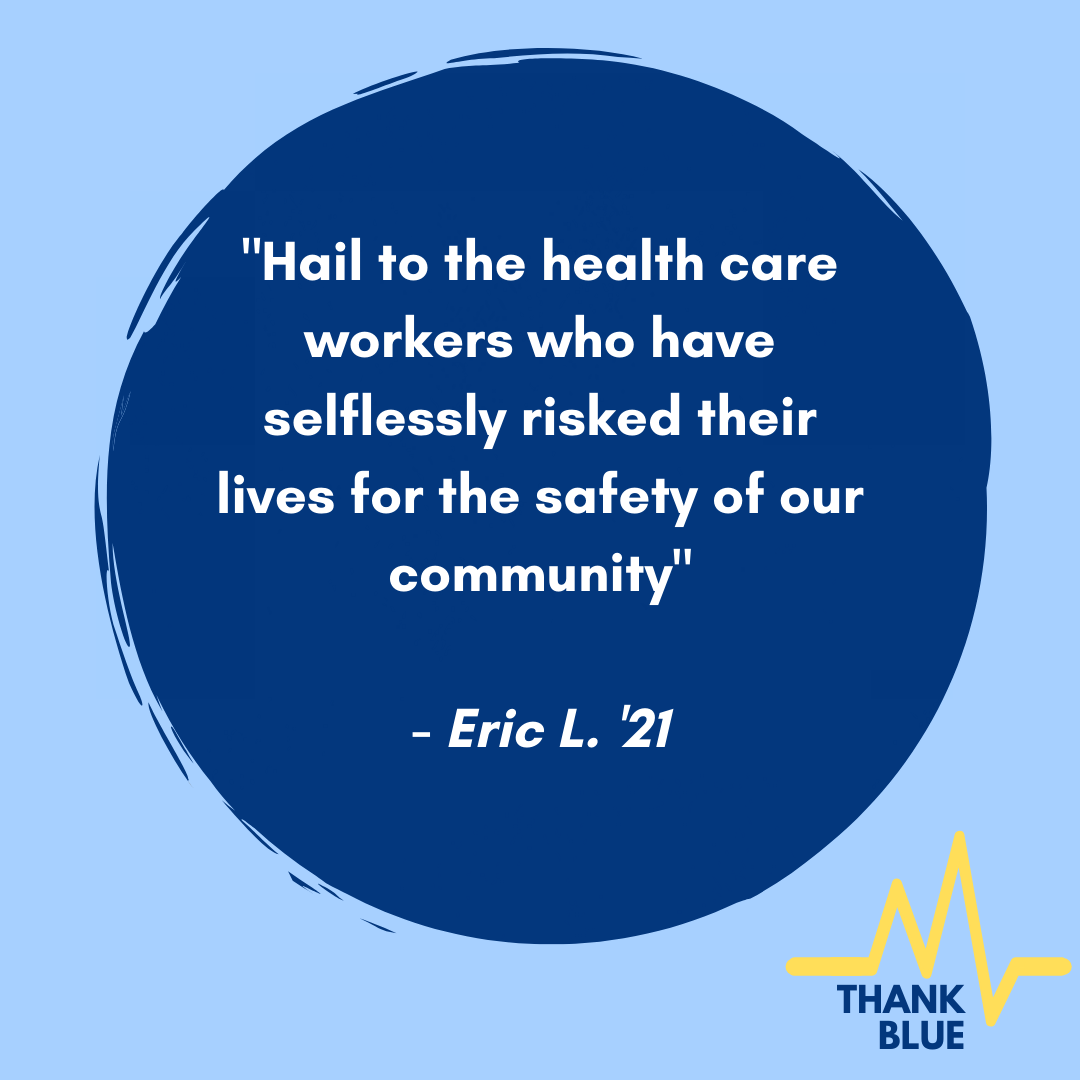 "Hail to the health care
workers who have
selflessly risked their
lives for the safety of our
community"
- Eric L. '21
THANK
BLUE